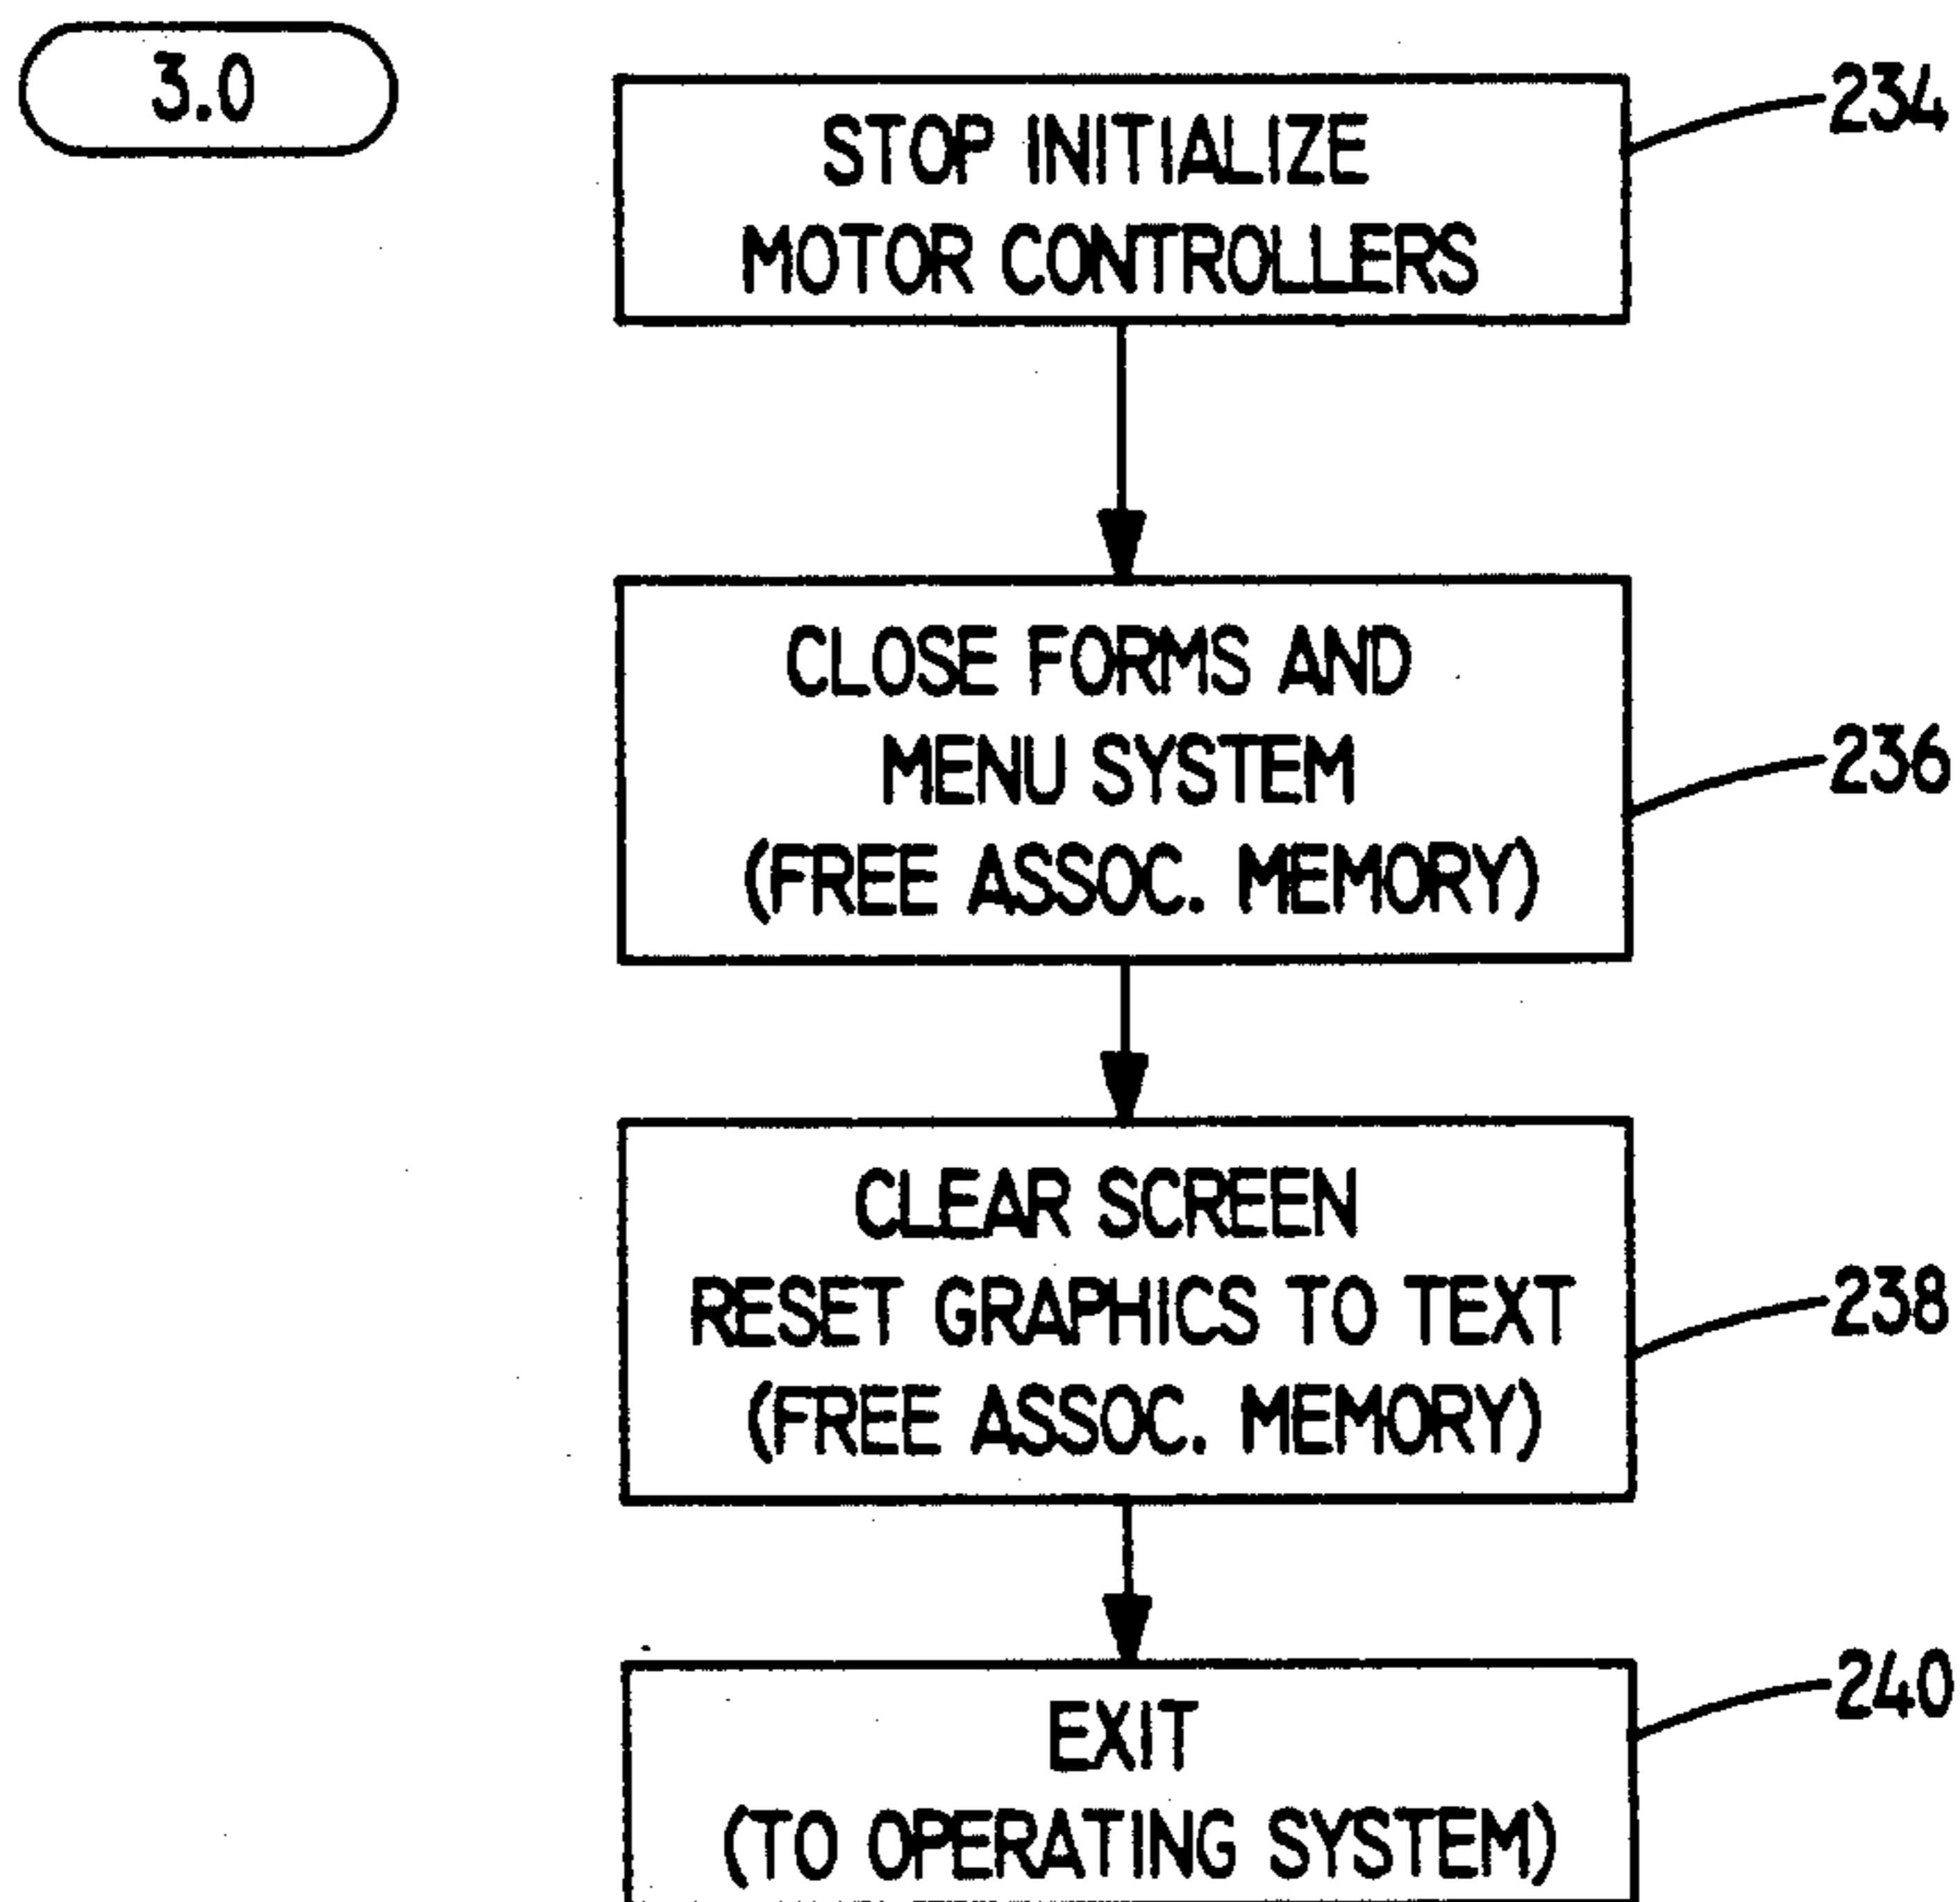 3.0
STOP INITIALIZE
MOTOR CONTROLLERS
234
CLOSE FORMS AND
MENU SYSTEM
(FREE ASSOC. MEMORY)
236
CLEAR SCREEN
RESET GRAPHICS TO TEXT
(FREE ASSOC. MEMORY)
238
EXIT
(TO OPERATING SYSTEM)
240